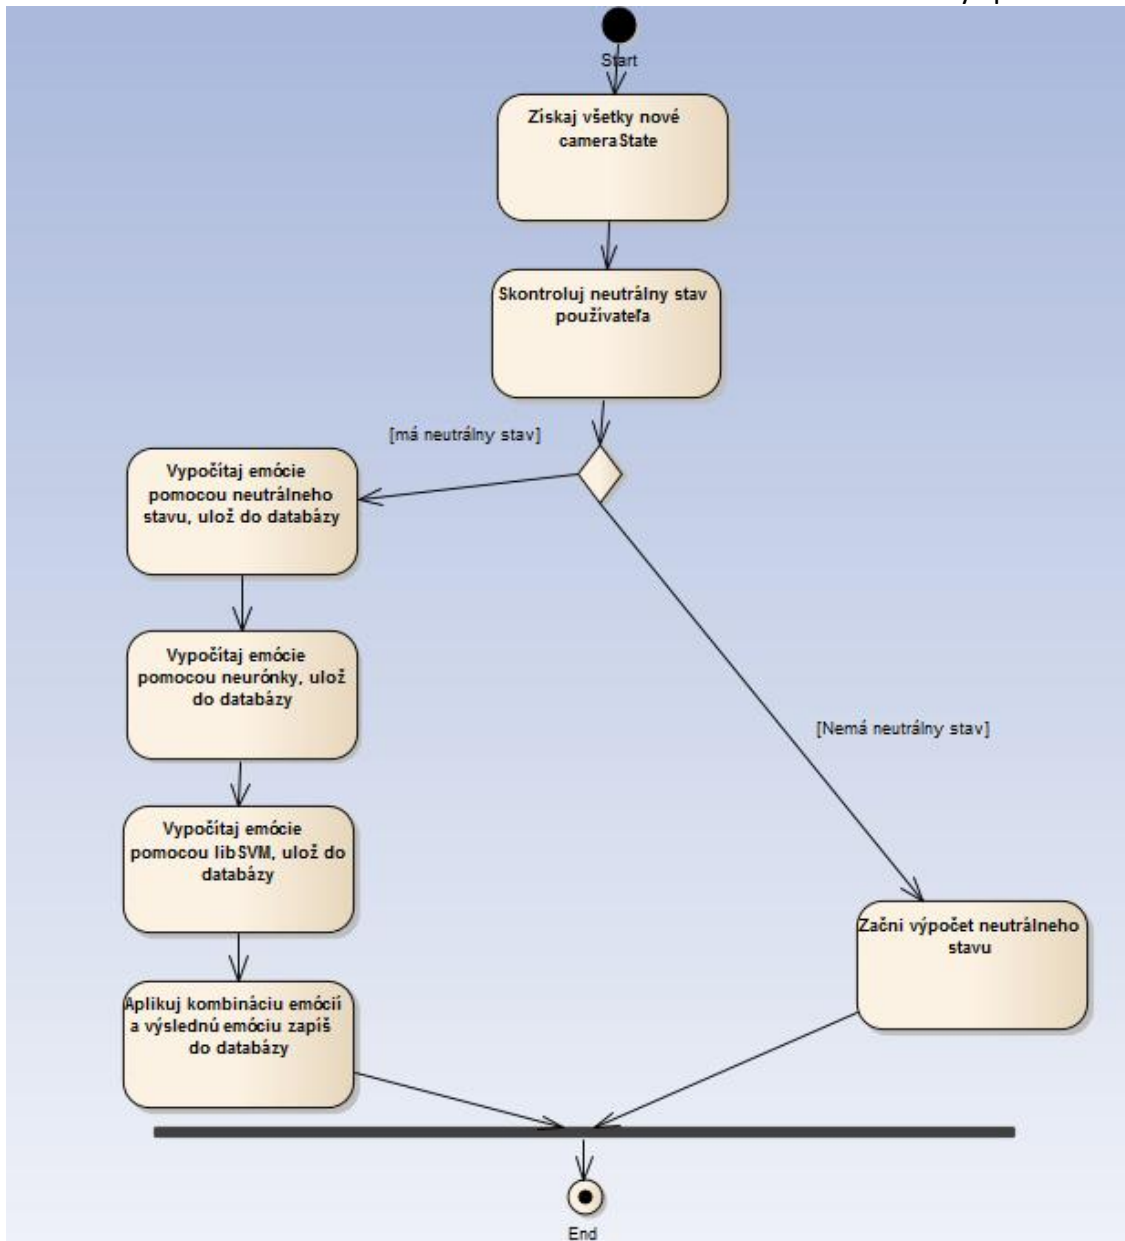 Start
Získaj všetky nové
cameraState
Skontroluj neutrálny stav
používateľa
[má neutrálny stav]
Vypočítaj emócie
pomocou neutrálneho
stavu, ulož do databázy
Vypočítaj emócie
pomocou neurónky, ulož
do databázy
[Nemá neutrálny stav]
Vypočítaj emócie
pomocou libSVM, ulož do
databázy
Začni výpočet neutrálneho
stavu
Aplikuj kombináciu emócií
a výslednú emóciu zapíš
do databázy
End